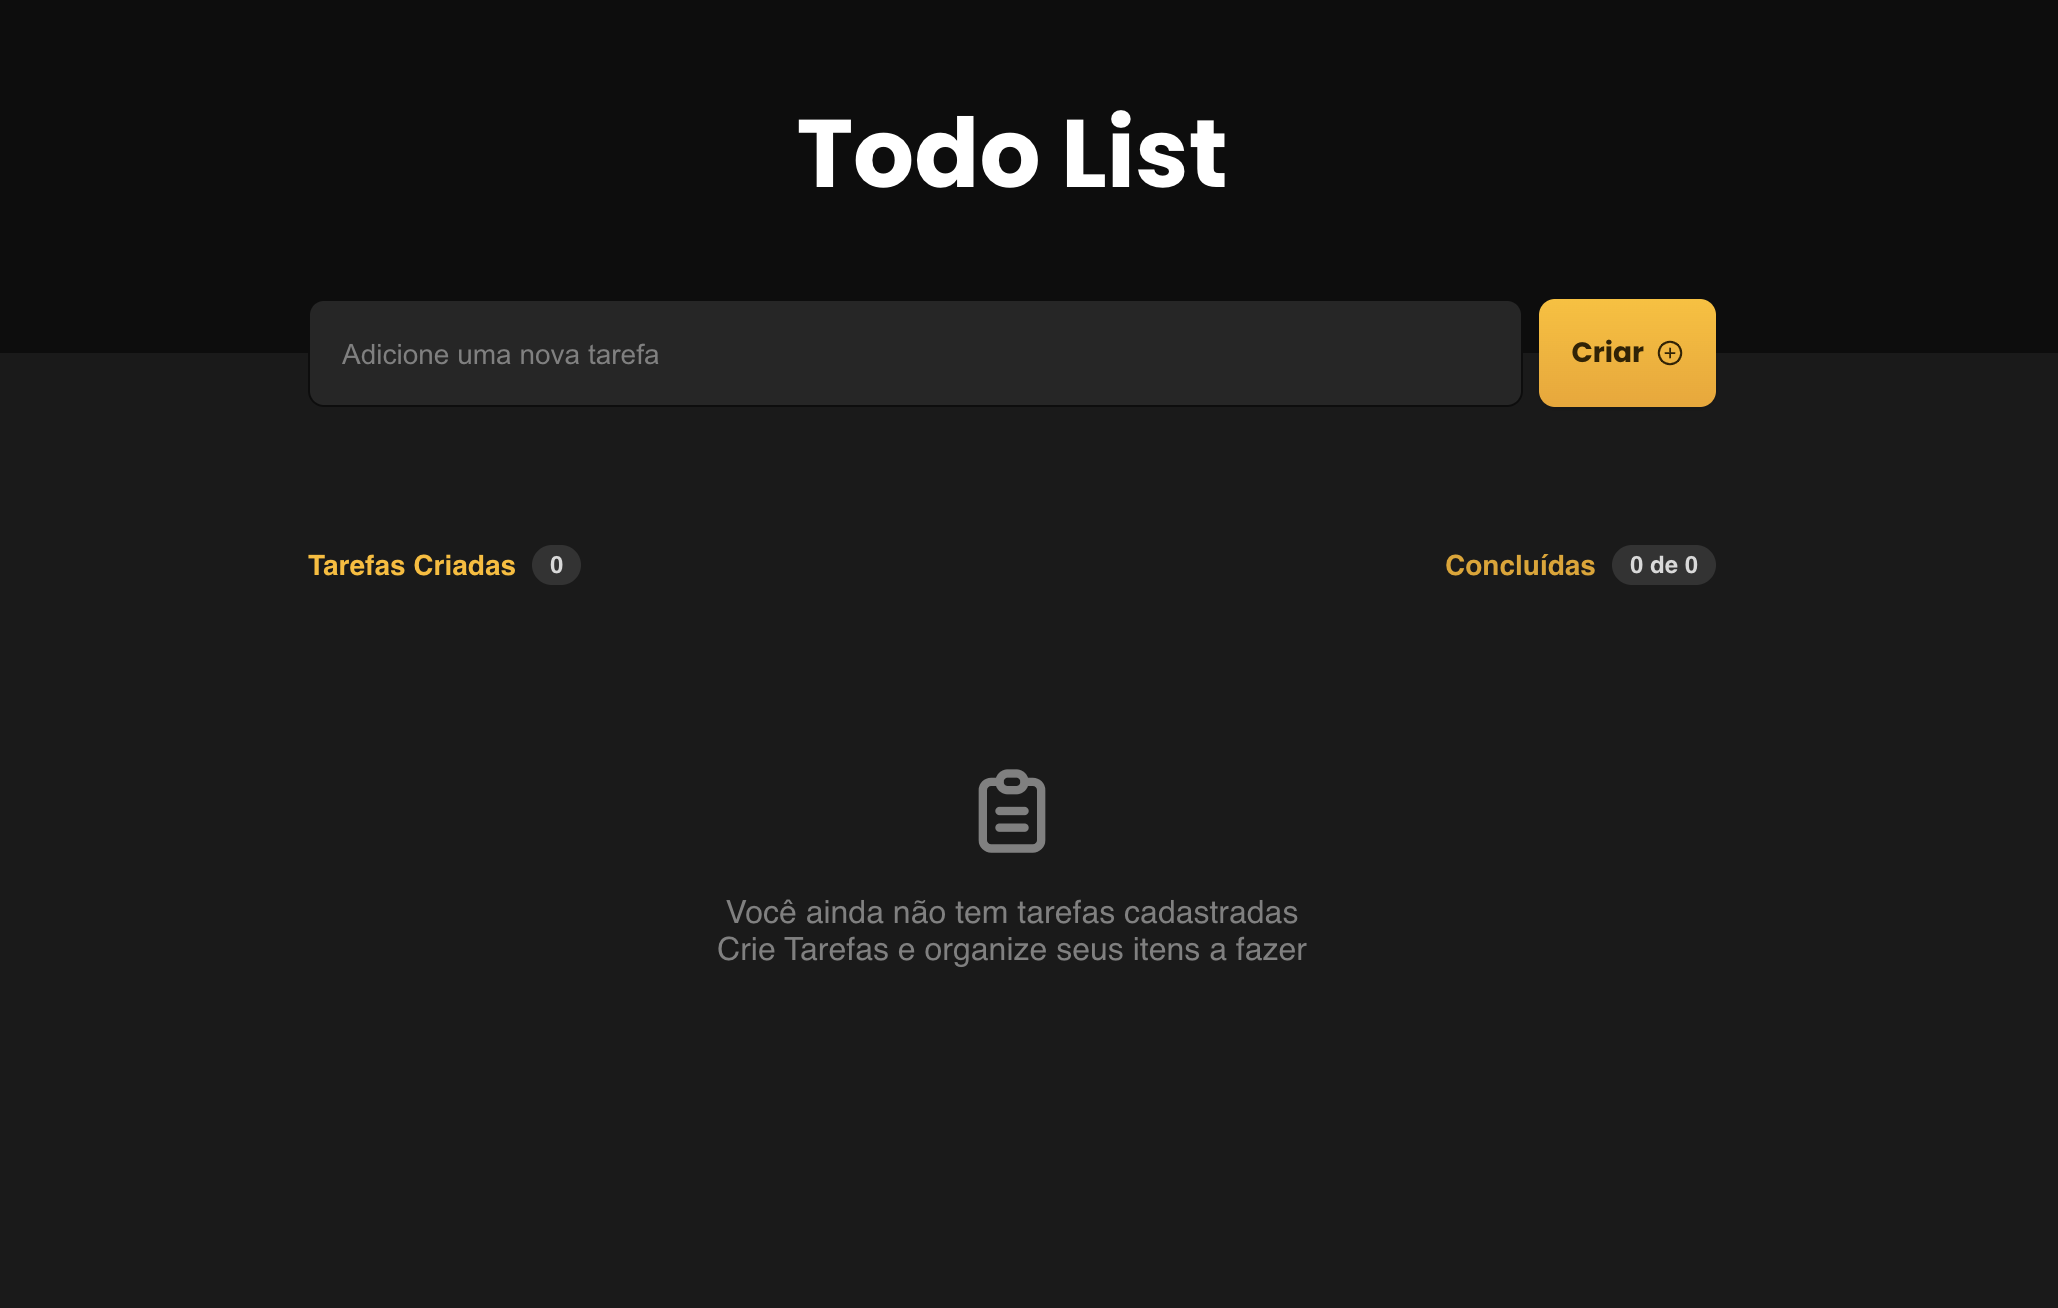 Todo List
Adicione uma nova tarefa
Criar
Tarefas Criadas 0
Concluídas 0 de 0
Você ainda não tem tarefas cadastradas
Crie Tarefas e organize seus itens a fazer